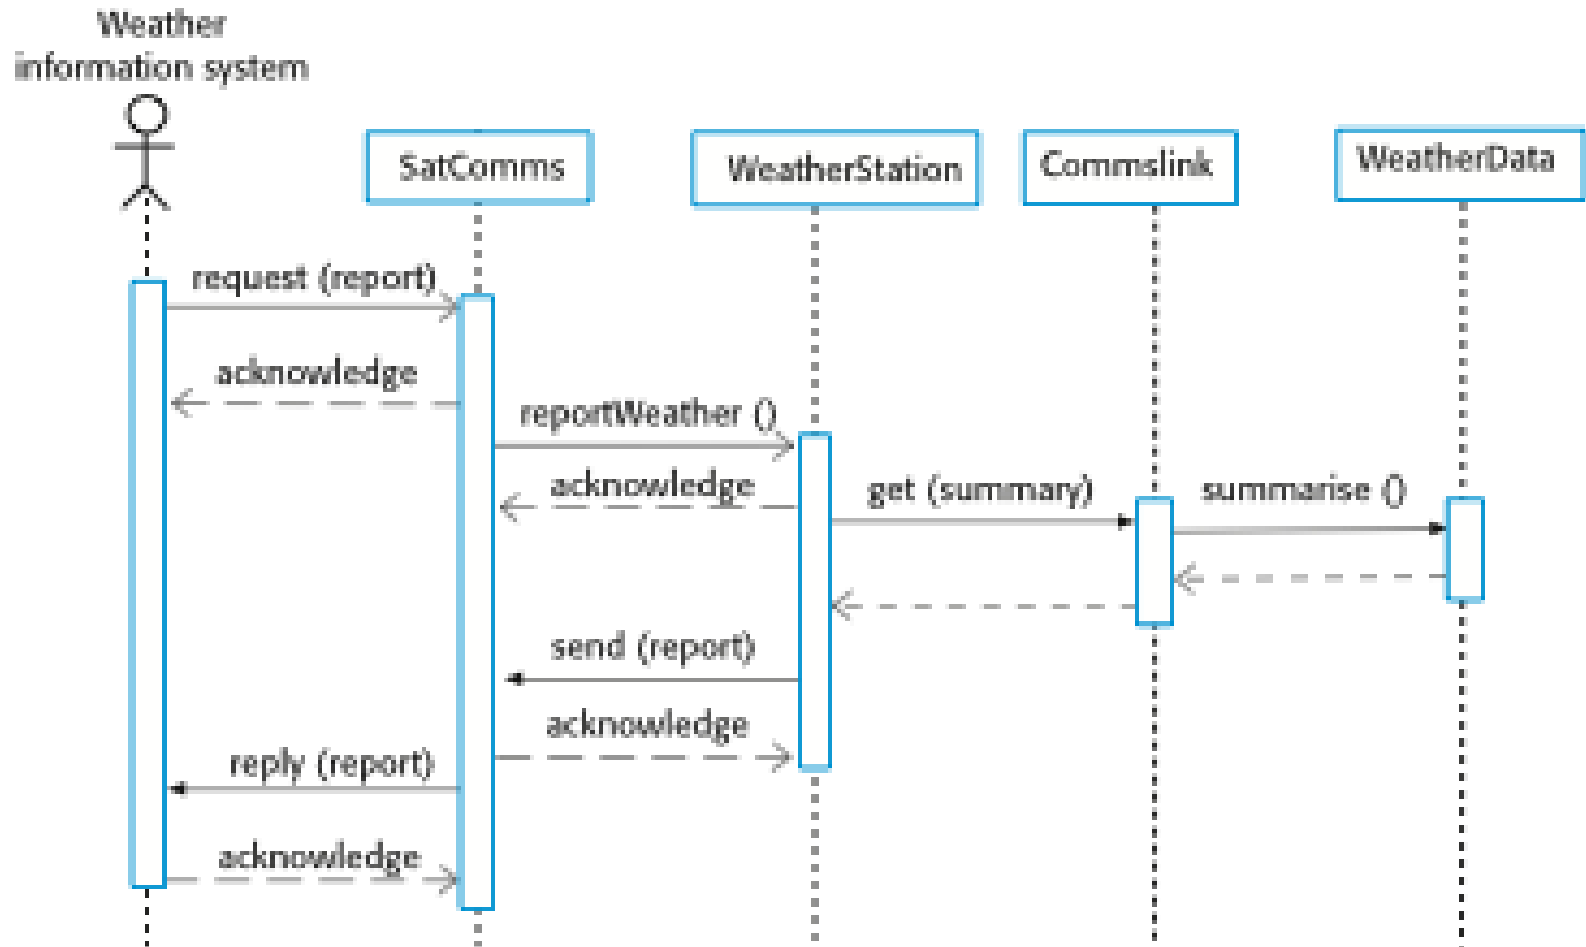 Weather
information system
SatComms
WeatherStation
Commslink
WeatherData
request (report)
acknowledge
reportWeather ()
acknowledge
get (summary)
summarise ()
send (report)
acknowledge
reply (report)
acknowledge